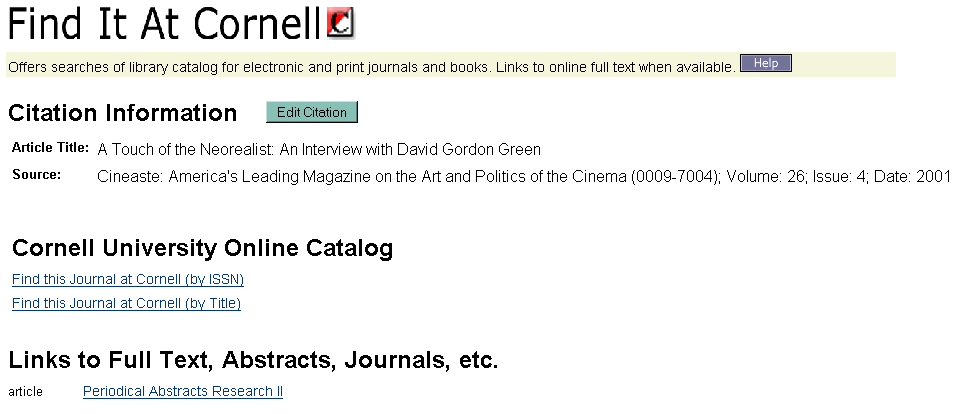 Find It At Cornell
Offers searches of library catalog for electronic and print journals and books. Links to online full text when available. Help
Citation Information Edit Citation
Article Title: A Touch of the Neorealist: An Interview with David Gordon Green
Source: Cineaste: America's Leading Magazine on the Art and Politics of the Cinema (0009-7004); Volume: 26; Issue: 4; Date: 2001
Cornell University Online Catalog
Find this Journal at Cornell (by ISSN)
Find this Journal at Cornell (by Title)
Links to Full Text, Abstracts, Journals, etc.
article Periodical Abstracts Research II